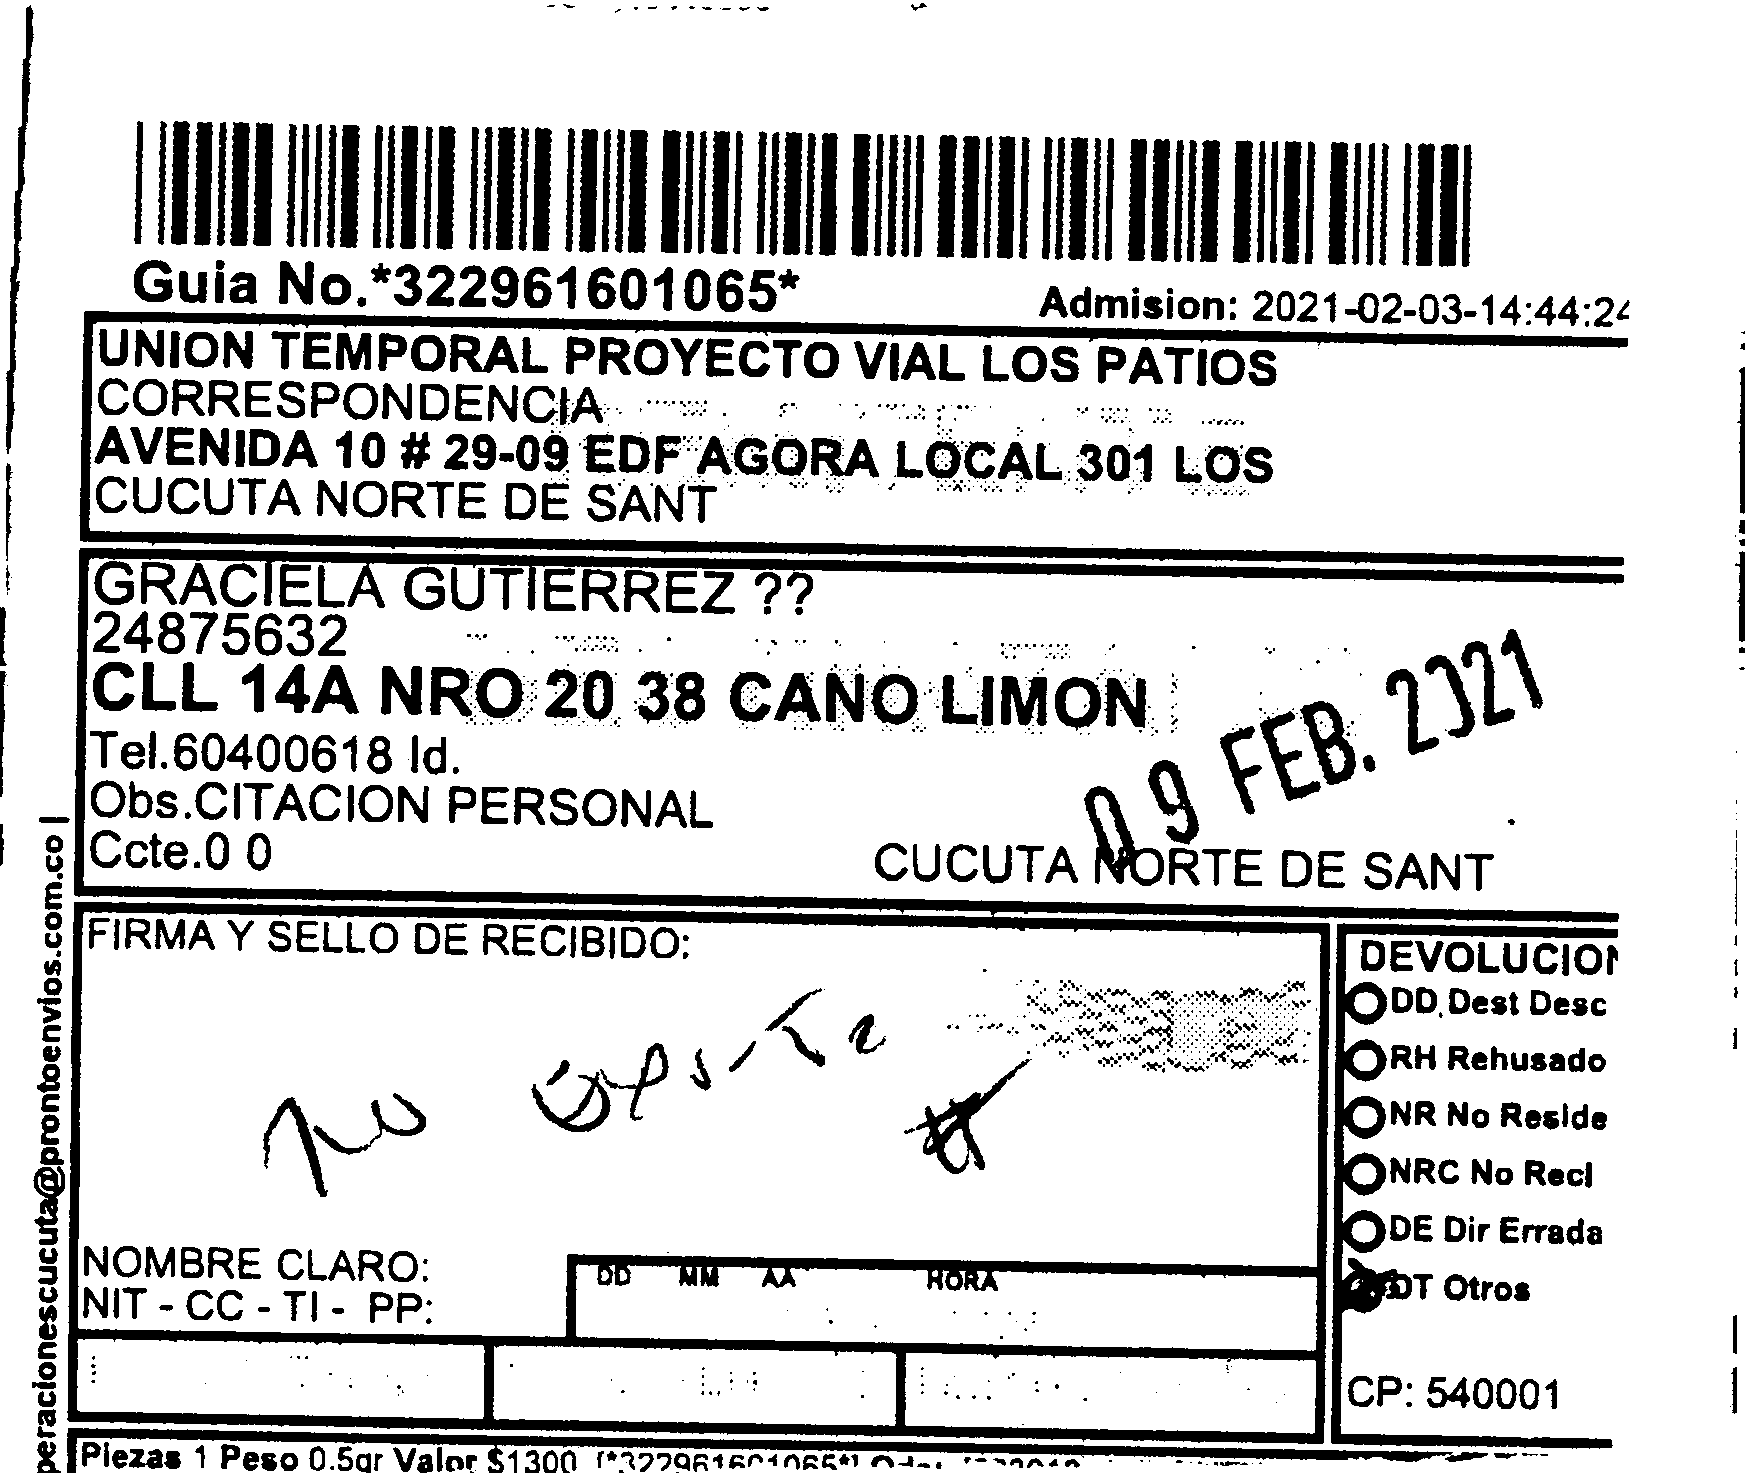 Guia No.*322961601065*
Admision: 2021-02-03-14:44:24
UNION TEMPORAL PROYECTO VIAL LOS PATIOS
CORRESPONDENCIA
AVENIDA 10 # 29-09 EDF AGORA LOCAL 301 LOS
CUCUTA NORTE DE SANT
GRACIELA GUTIERREZ ??
24875632
CLL 14A NRO 20 38 CANO LIMON
Tel.60400618 Id.
Obs.CITACION PERSONAL
Ccte.0 0
09 FEB. 2021
CUCUTA NORTE DE SANT
FIRMA Y SELLO DE RECIBIDO:
NOMBRE CLARO:
NIT - CC - TI - PP:
DD MM AA HORA
DEVOLUCION
DD Dest Desc
RH Rehusado
NR No Reside
NRC No Recl
DE Dir Errada
OT Otros
CP: 540001
peracionescucuta@prontoenvios.com.co |
Piezas 1 Peso 0.5gr Valor $1300 [*322961601065*]